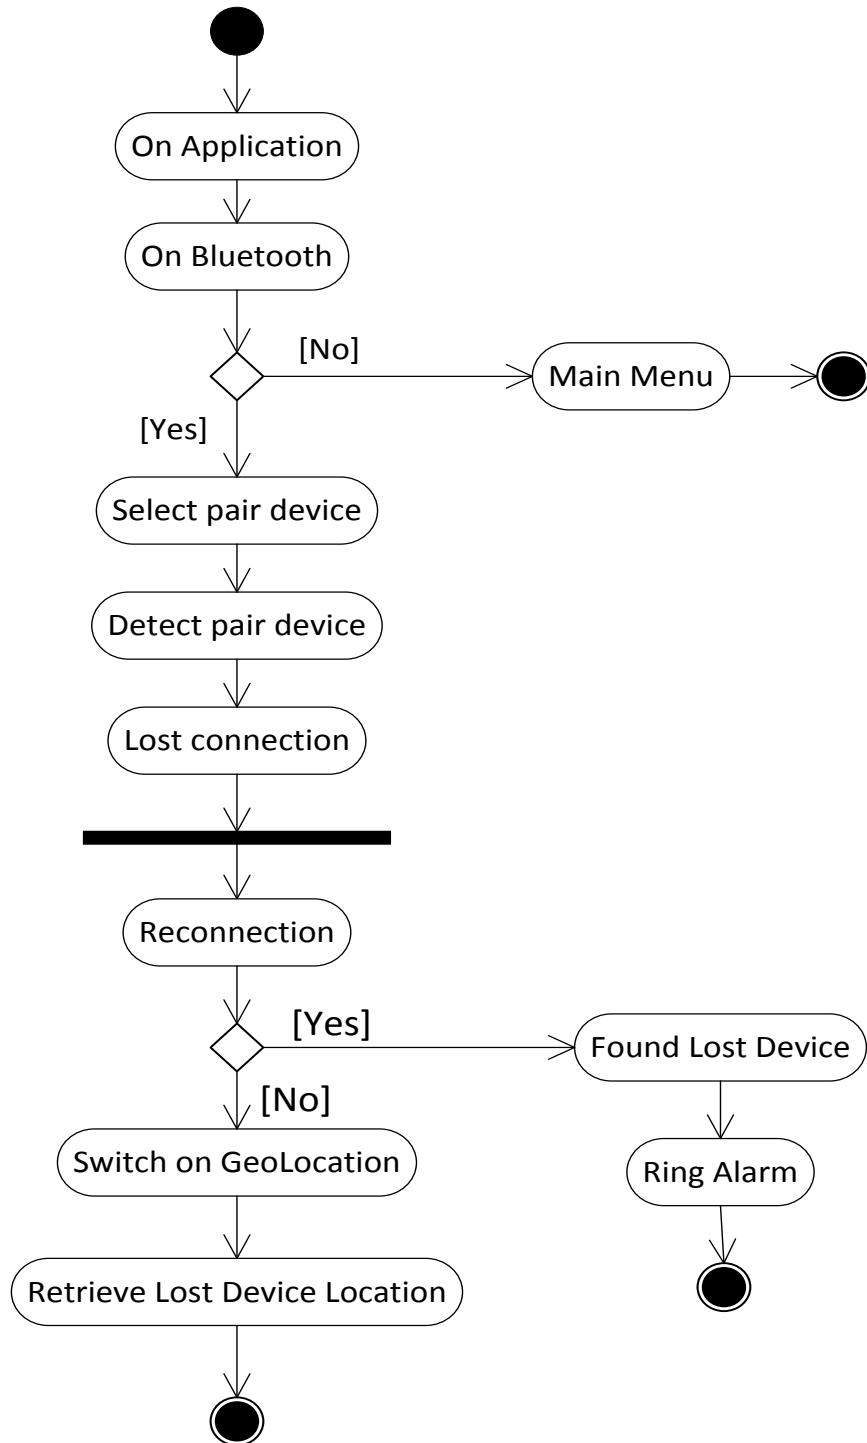 On Application
On Bluetooth
[No]
Main Menu
[Yes]
Select pair device
Detect pair device
Lost connection
Reconnection
[Yes]
Found Lost Device
[No]
Switch on GeoLocation
Ring Alarm
Retrieve Lost Device Location